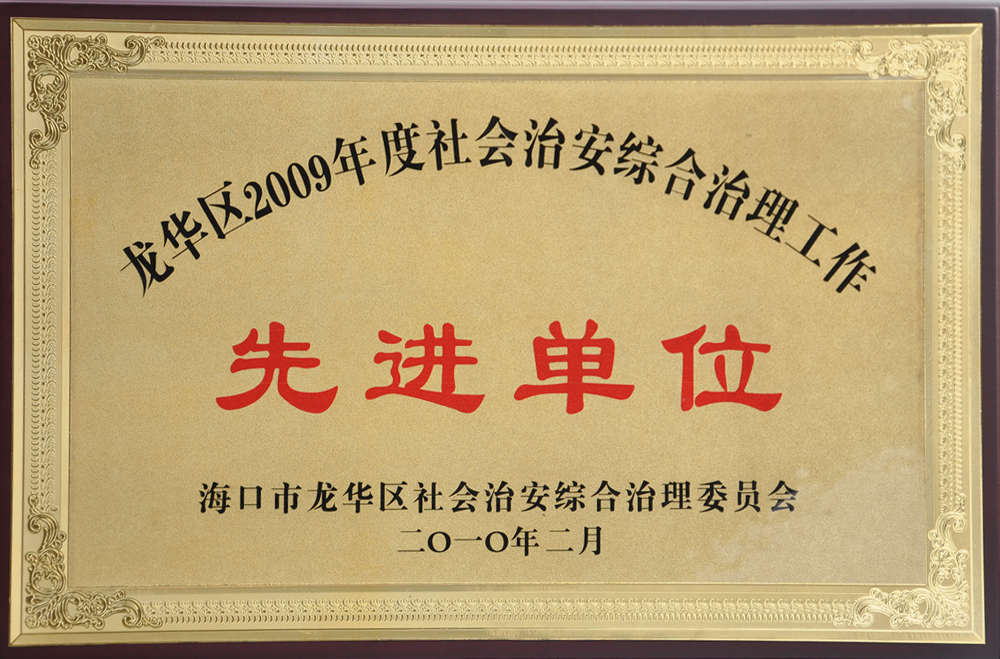 龙华区2009年度社会治安综合治理工作
先进单位
海口市龙华区社会治安综合治理委员会
二〇一〇年二月